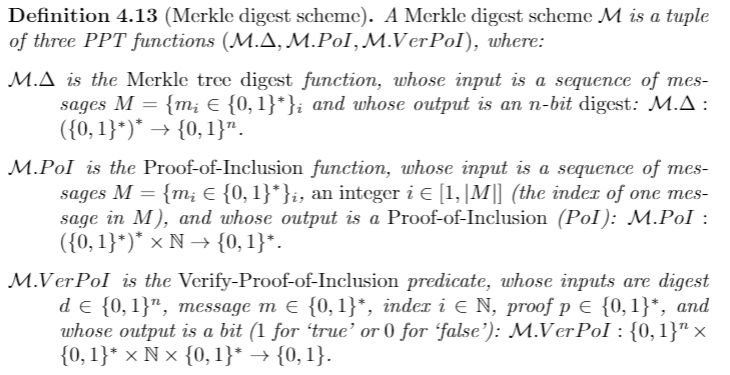 Definition 4.13 (Merkle digest scheme). A Merkle digest scheme M is a tuple
of three PPT functions (M.Δ, M.PoI, M.VerPoI), where:
M.Δ is the Merkle tree digest function, whose input is a sequence of mes-
sages M = {mᵢ ∈ {0, 1}*}ᵢ and whose output is an n-bit digest: M.Δ :
({0, 1}*)* → {0, 1}ⁿ.
M.PoI is the Proof-of-Inclusion function, whose input is a sequence of mes-
sages M = {mᵢ ∈ {0, 1}*}ᵢ, an integer i ∈ [1, |M|] (the index of one mes-
sage in M), and whose output is a Proof-of-Inclusion (PoI): M.PoI :
({0, 1}*)* × ℕ → {0, 1}*.
M.VerPoI is the Verify-Proof-of-Inclusion predicate, whose inputs are digest
d ∈ {0, 1}ⁿ, message m ∈ {0, 1}*, index i ∈ ℕ, proof p ∈ {0, 1}*, and
whose output is a bit (1 for ‘true’ or 0 for ‘false’): M.VerPoI : {0, 1}ⁿ ×
{0, 1}* × ℕ × {0, 1}* → {0, 1}.